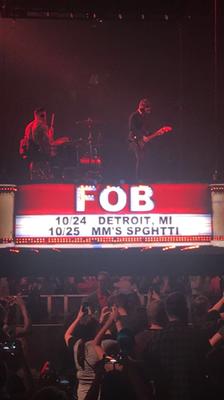 FOB
10/24 DETROIT, MI
10/25 MM'S SPGHTTI